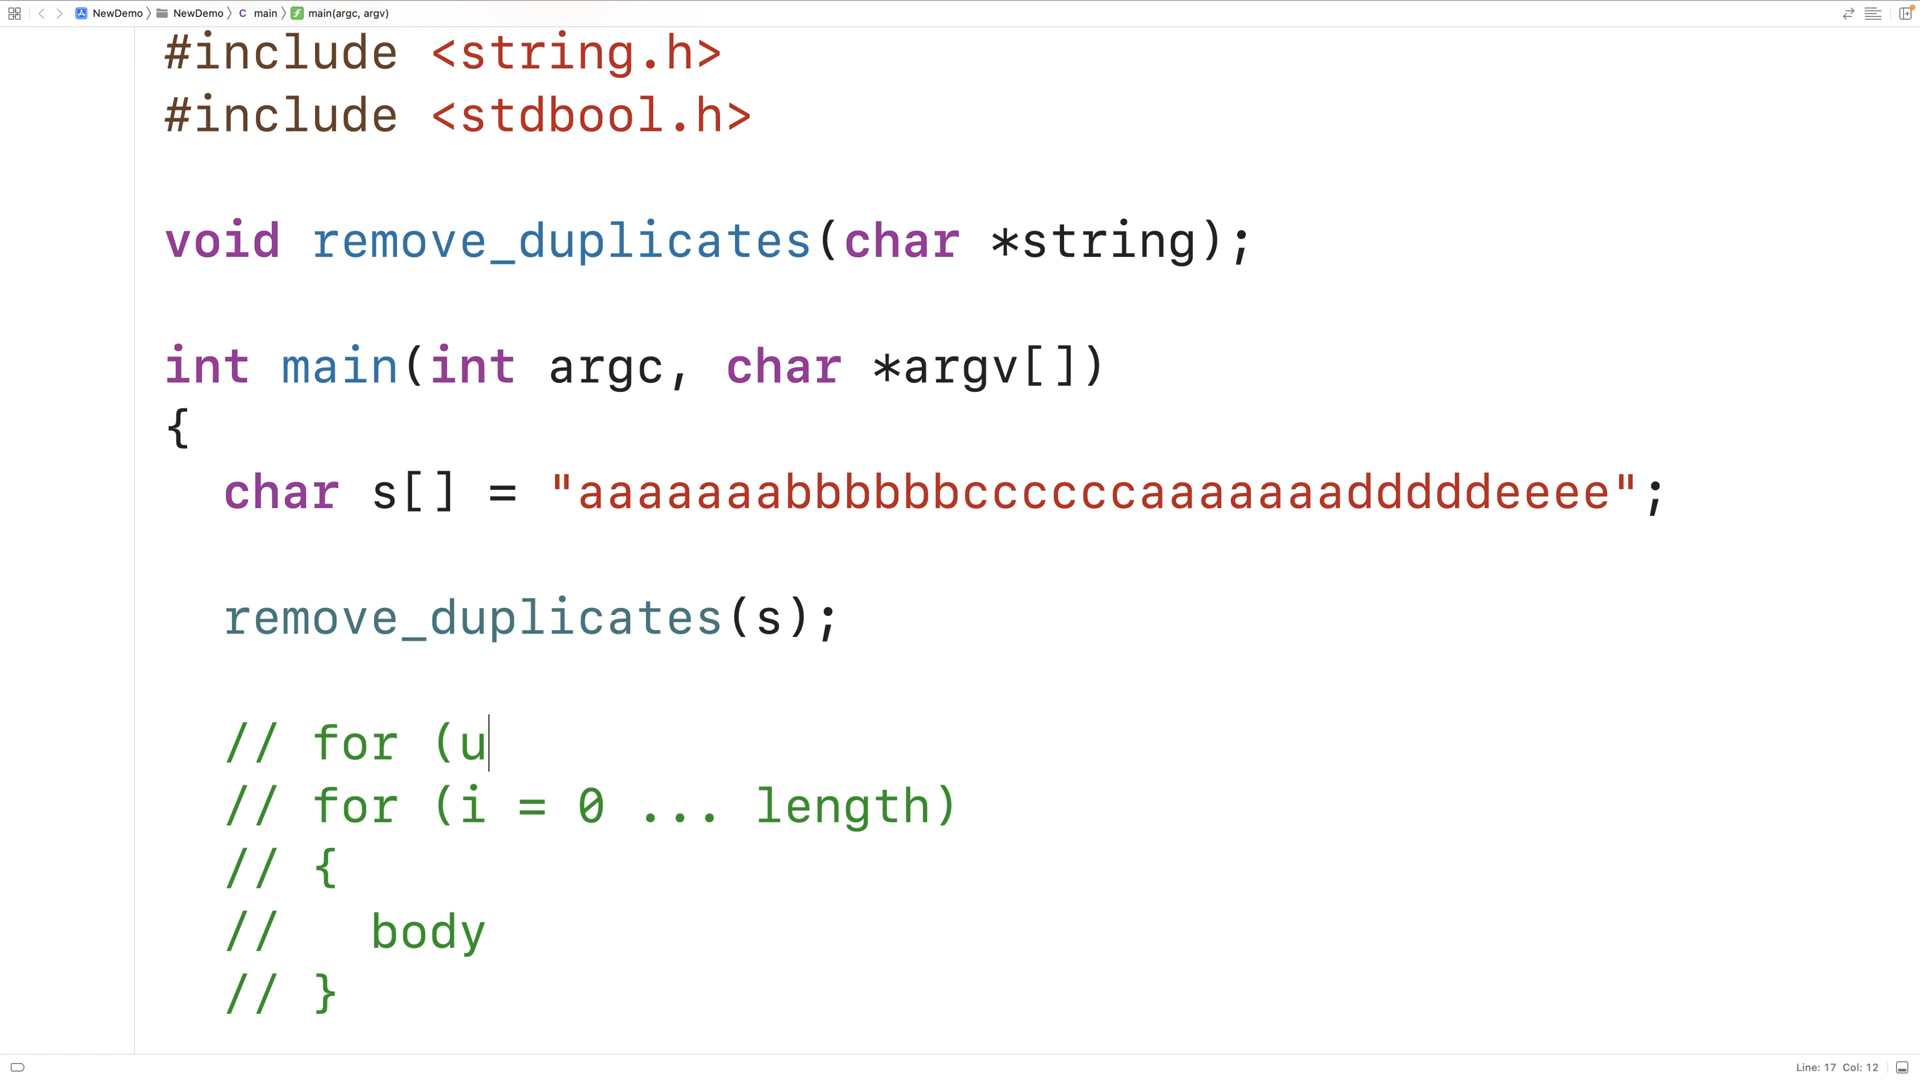 NewDemo NewDemo C main f main(argc, argv)
#include <string.h>
#include <stdbool.h>
void remove_duplicates(char *string);
int main(int argc, char *argv[])
{
char s[] = "aaaaaaabbbbbbccccccaaaaaaadddddeeee";
remove_duplicates(s);
// for (u
// for (i = 0 ... length)
// {
//   body
// }
Line: 17 Col: 12